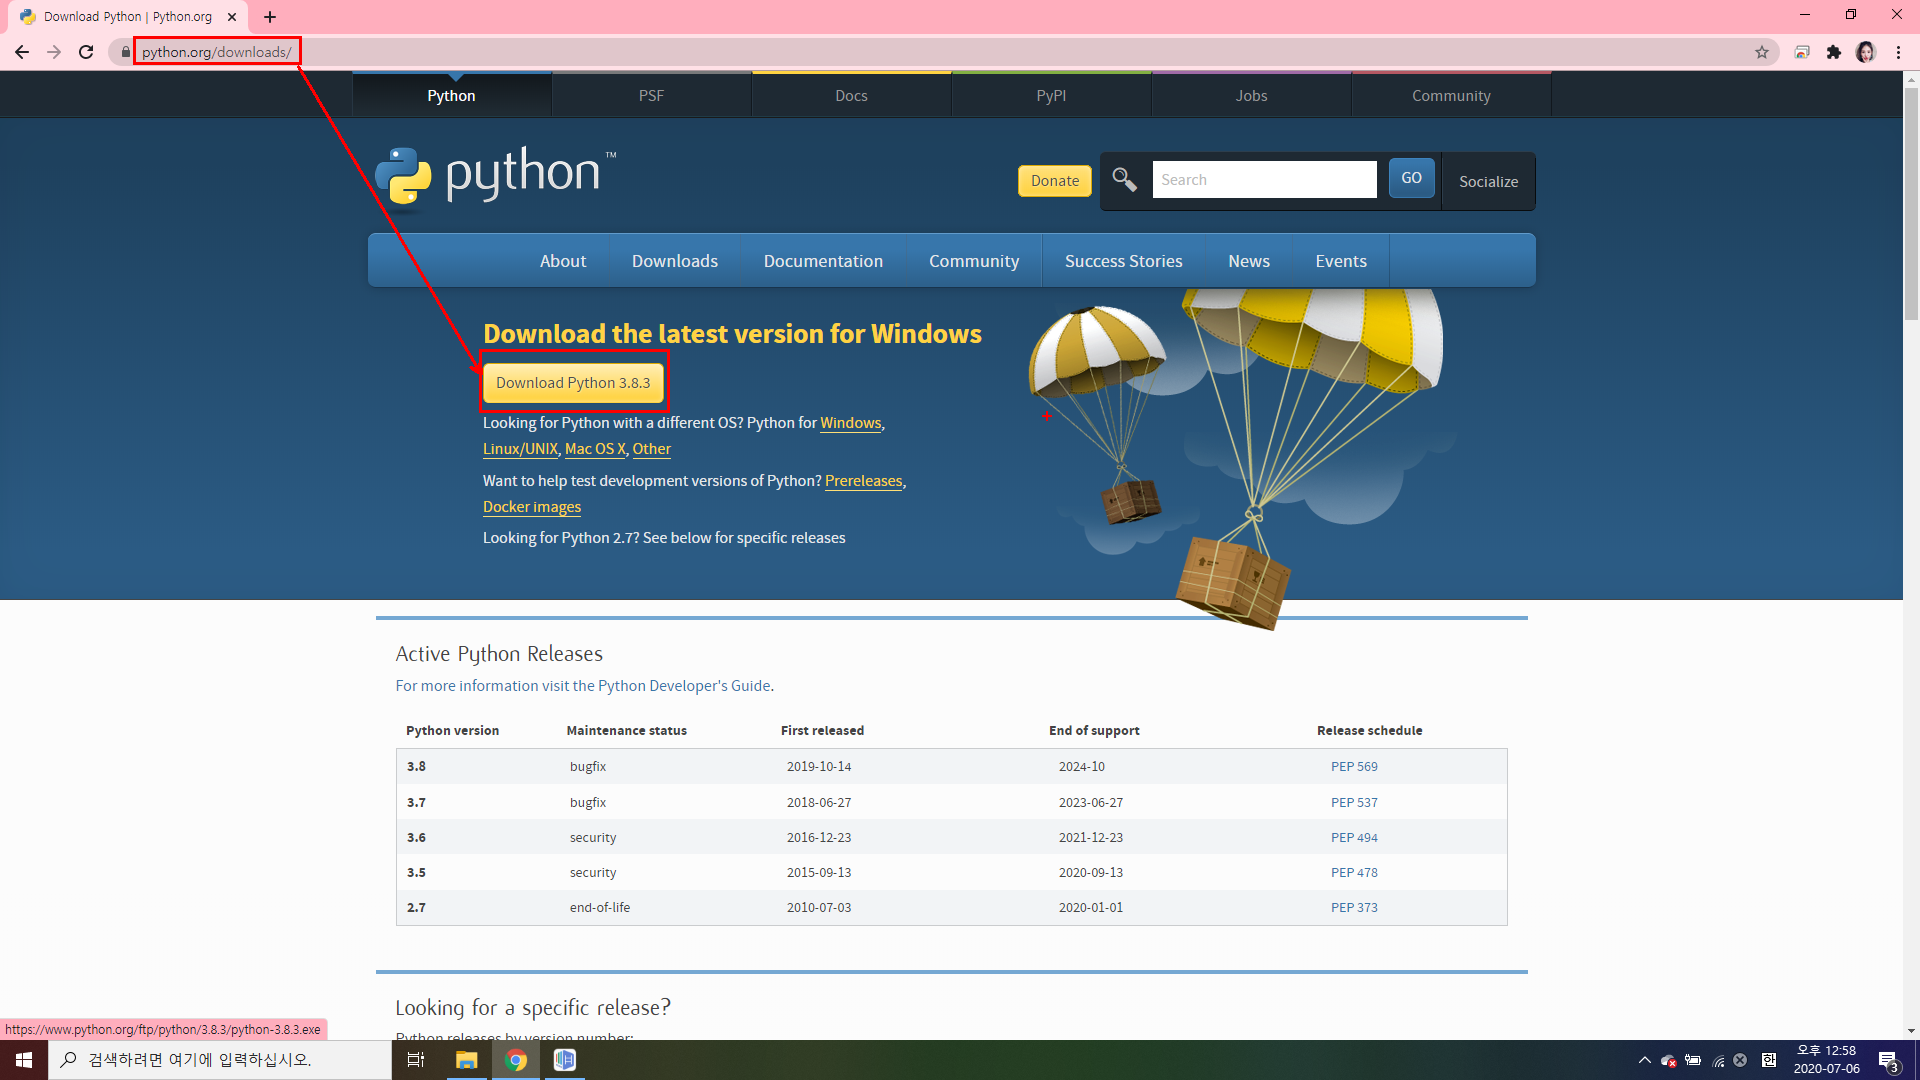 Download Python | Python.org
python.org/downloads/
Python PSF Docs PyPI Jobs Community
python™
Donate Search GO Socialize
About Downloads Documentation Community Success Stories News Events
Download the latest version for Windows
Download Python 3.8.3
Looking for Python with a different OS? Python for Windows,
Linux/UNIX, Mac OS X, Other
Want to help test development versions of Python? Prereleases,
Docker images
Looking for Python 2.7? See below for specific releases
Active Python Releases
For more information visit the Python Developer's Guide.
Python version Maintenance status First released End of support Release schedule
3.8 bugfix 2019-10-14 2024-10 PEP 569
3.7 bugfix 2018-06-27 2023-06-27 PEP 537
3.6 security 2016-12-23 2021-12-23 PEP 494
3.5 security 2015-09-13 2020-09-13 PEP 478
2.7 end-of-life 2010-07-03 2020-01-01 PEP 373
Looking for a specific release?
Python releases by version number:
https://www.python.org/ftp/python/3.8.3/python-3.8.3.exe
검색하려면 여기에 입력하십시오.
한
오후 12:58
2020-07-06
3